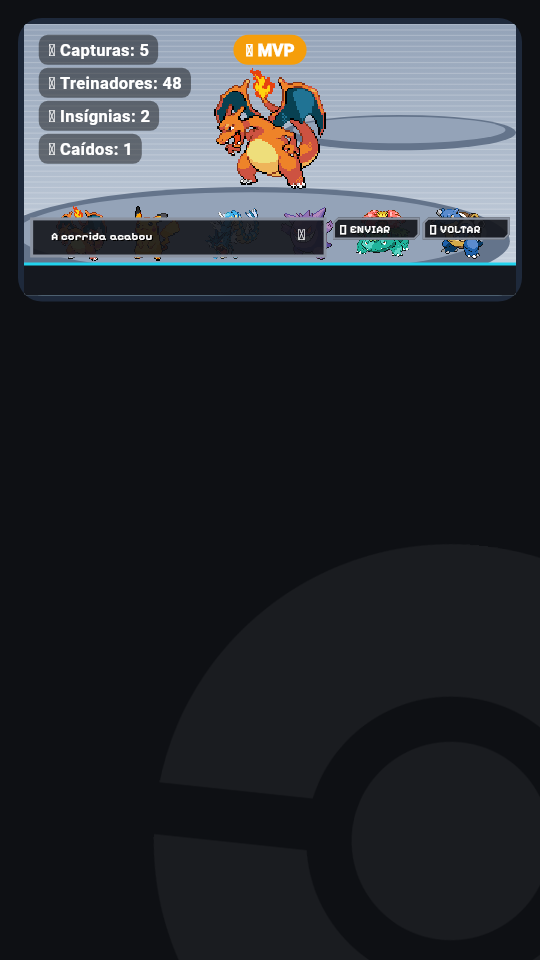 Capturas: 5
MVP
Treinadores: 48
Insígnias: 2
Caídos: 1
A corrida acabou
ENVIAR
VOLTAR